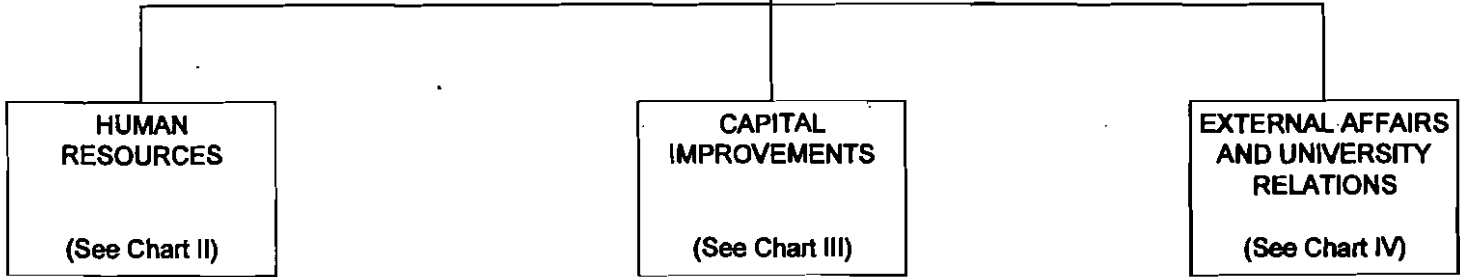 HUMAN
RESOURCES
(See Chart II)
CAPITAL
IMPROVEMENTS
(See Chart III)
EXTERNAL AFFAIRS
AND UNIVERSITY
RELATIONS
(See Chart IV)